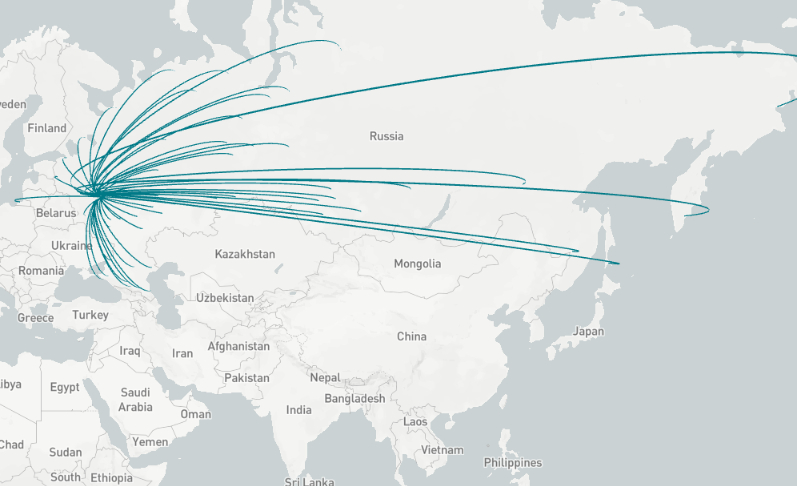 eden
Finland
Russia
Belarus
Ukraine
Romania
Kazakhstan
Mongolia
Uzbekistan
Greece
Turkey
Japan
China
Iraq
Iran
Afghanistan
Pakistan
Nepal
Bangladesh
ibya
Egypt
Saudi
Arabia
Oman
India
Laos
Chad
Sudan
Yemen
Vietnam
Philippines
South
Ethiopia
Sri Lanka